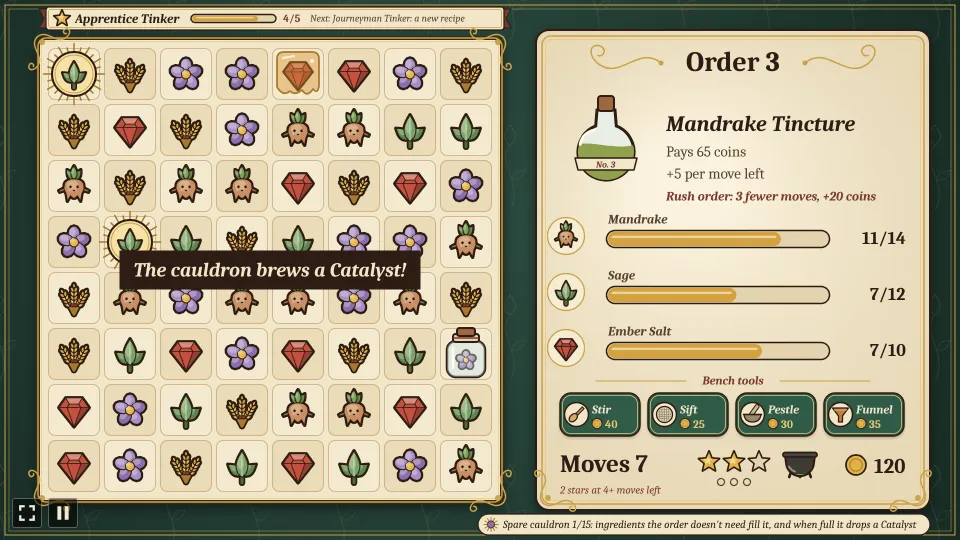 Apprentice Tinker 4/5 Next: Journeyman Tinker: a new recipe
Order 3
Mandrake Tincture
Pays 65 coins
+5 per move left
No. 3
Rush order: 3 fewer moves, +20 coins
Mandrake
11/14
The cauldron brews a Catalyst!
Sage
7/12
Ember Salt
7/10
Bench tools
Stir 40
Sift 25
Pestle 30
Funnel 35
Moves 7
120
2 stars at 4+ moves left
Spare cauldron 1/15: ingredients the order doesn't need fill it, and when full it drops a Catalyst